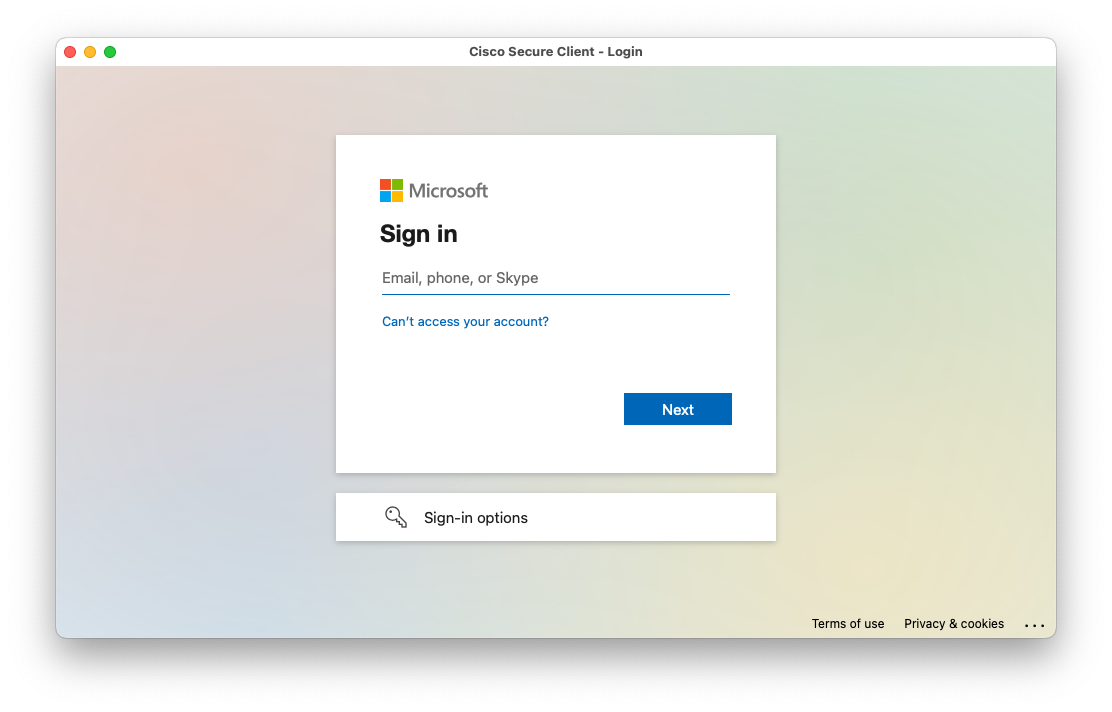 Cisco Secure Client - Login
Microsoft
Sign in
Email, phone, or Skype
Can't access your account?
Next
Sign-in options
Terms of use Privacy & cookies ...